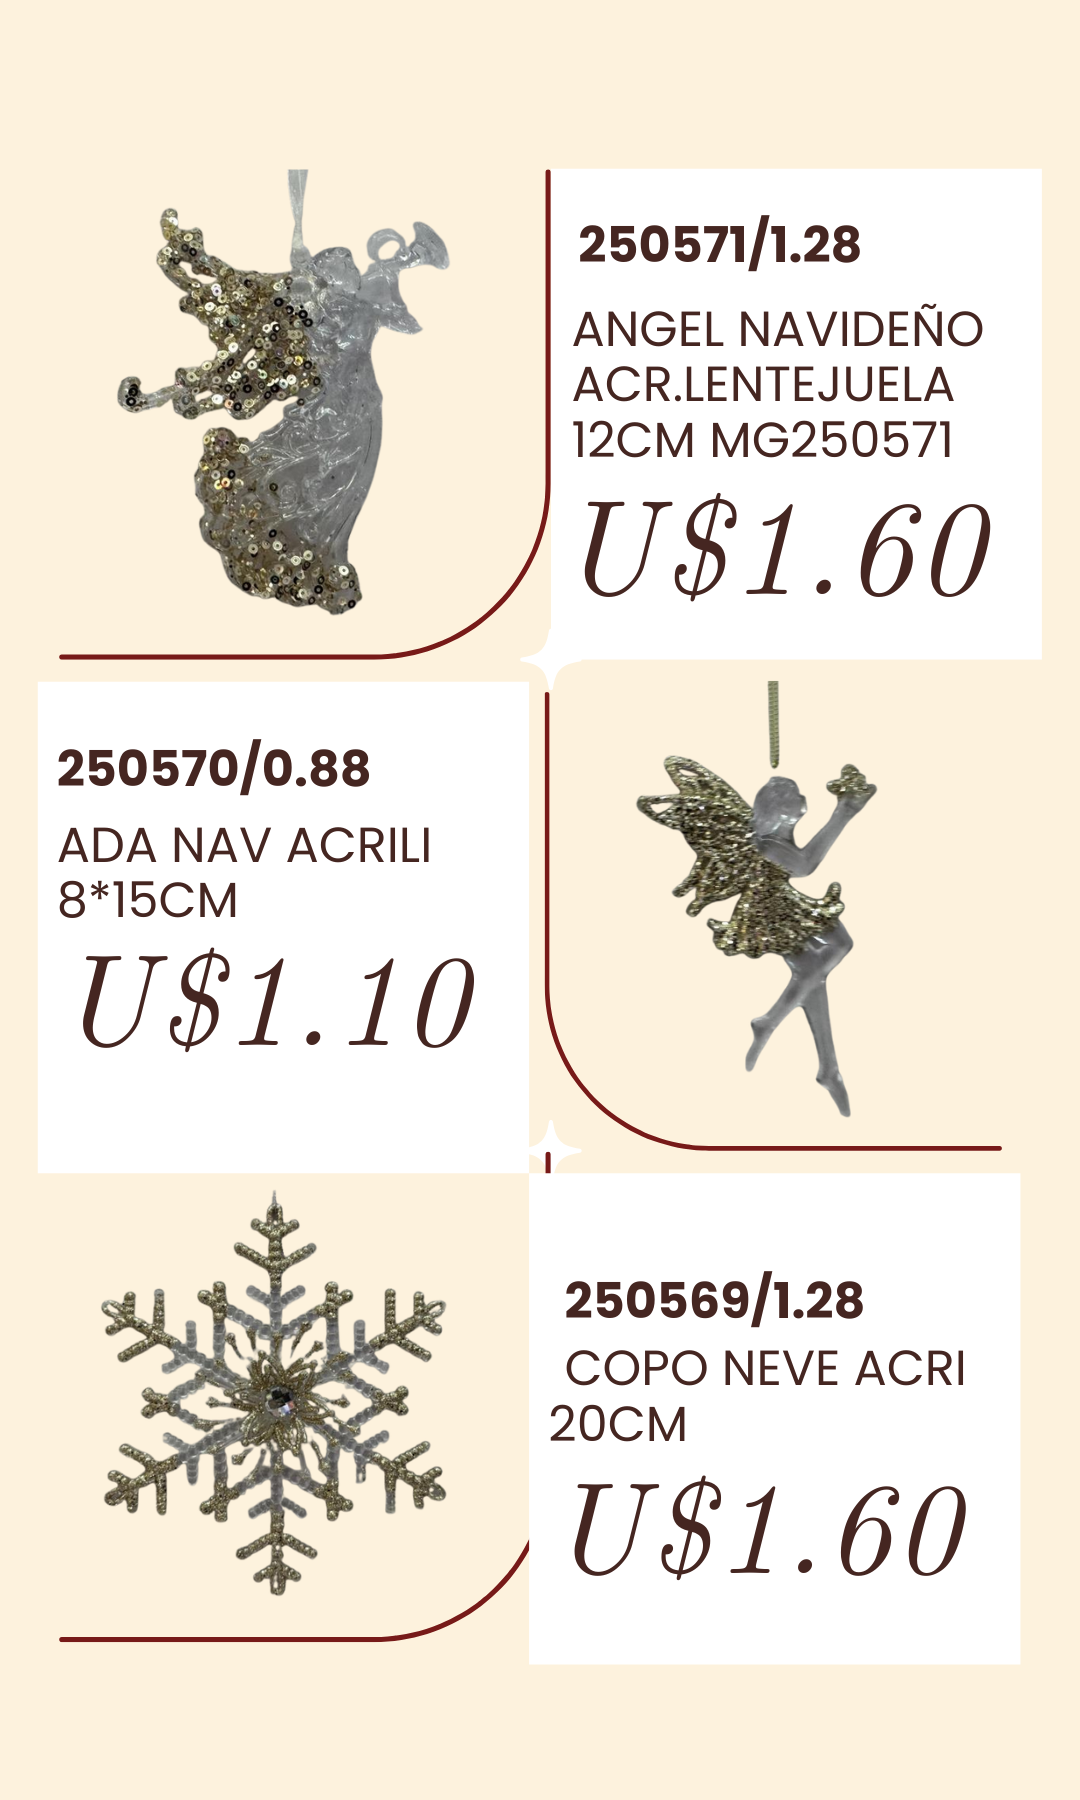 250571/1.28
ANGEL NAVIDEÑO
ACR.LENTEJUELA
12CM MG250571
U$1.60
250570/0.88
ADA NAV ACRILI
8*15CM
U$1.10
250569/1.28
COPO NEVE ACRI
20CM
U$1.60